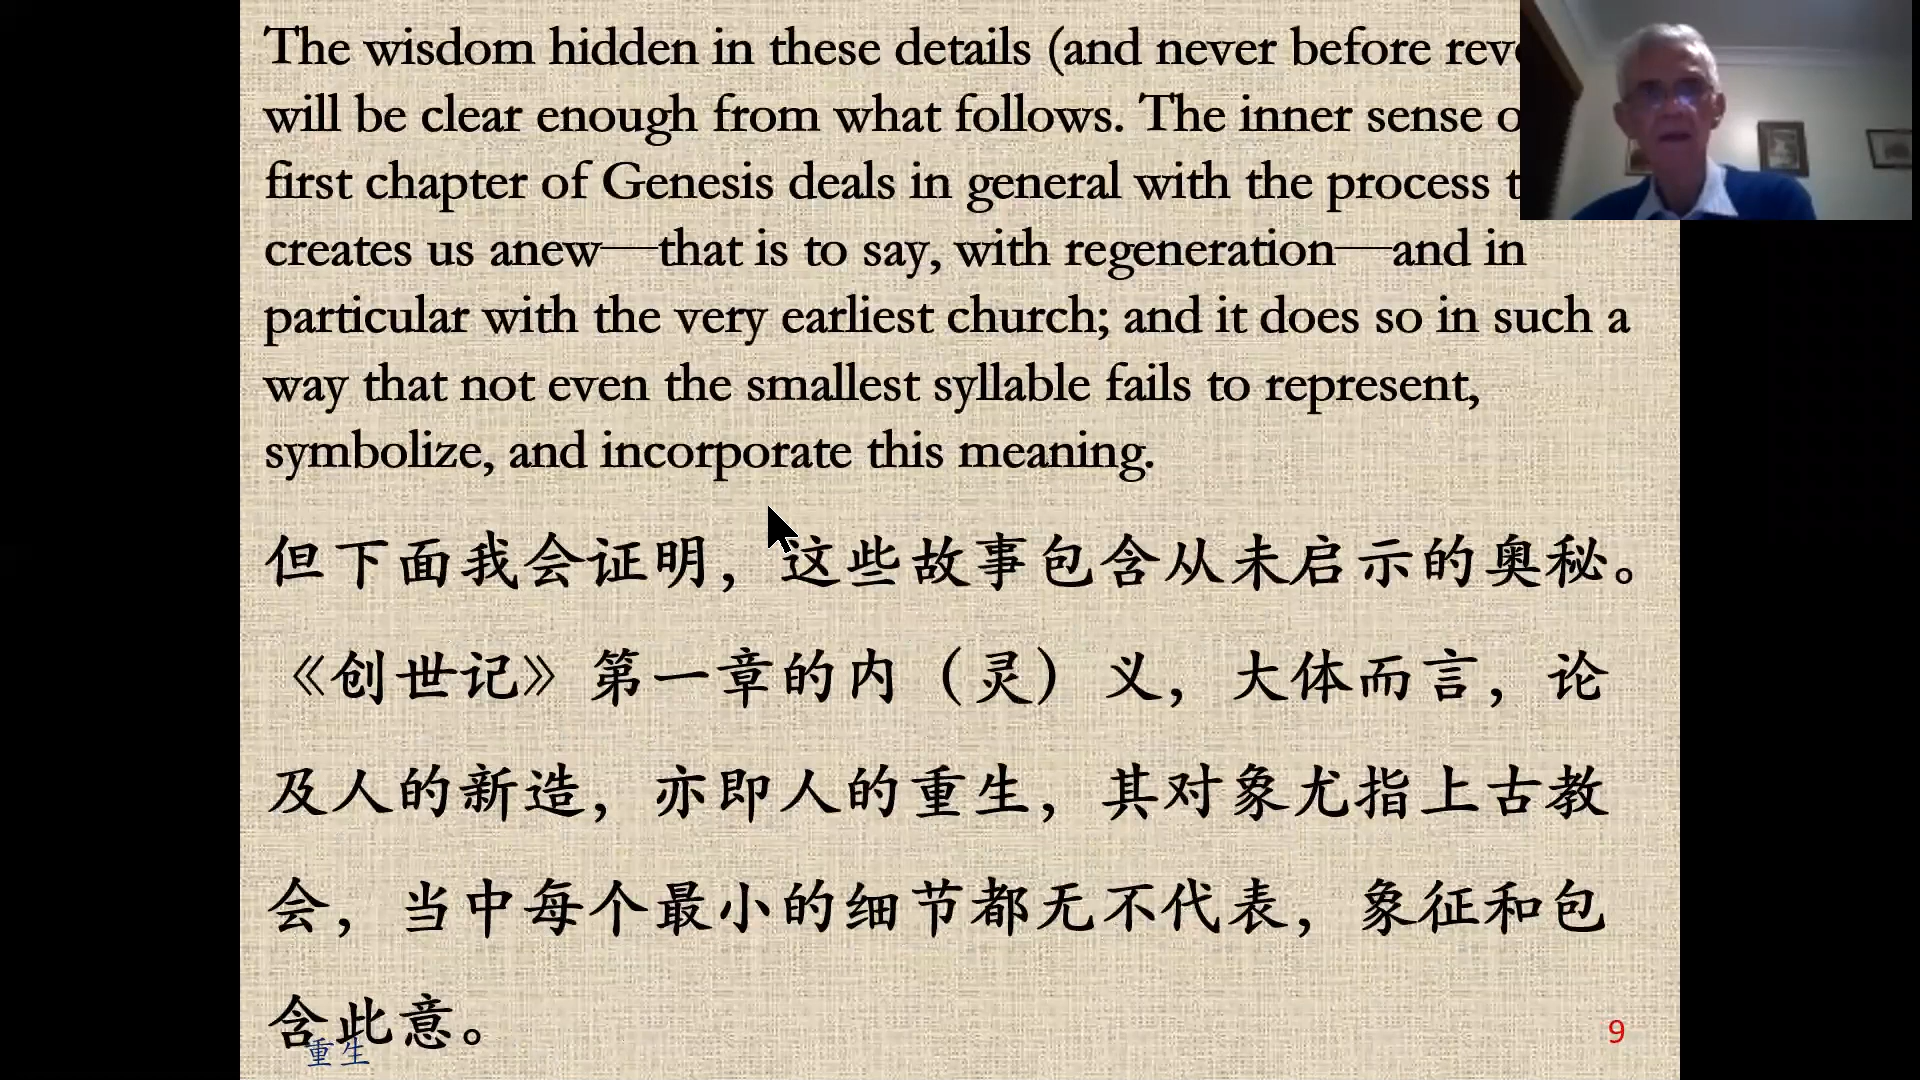 The wisdom hidden in these details (and never before
will be clear enough from what follows. The inner sense
first chapter of Genesis deals in general with the process
creates us anew—that is to say, with regeneration—and in
particular with the very earliest church; and it does so in such a
way that not even the smallest syllable fails to represent,
symbolize, and incorporate this meaning.
但下面我会证明，这些故事包含从未启示的奥秘。
《创世记》第一章的内（灵）义，大体而言，论
及人的新造，亦即人的重生，其对象尤指上古教
会，当中每个最小的细节都无不代表，象征和包
含此意。
重生
9